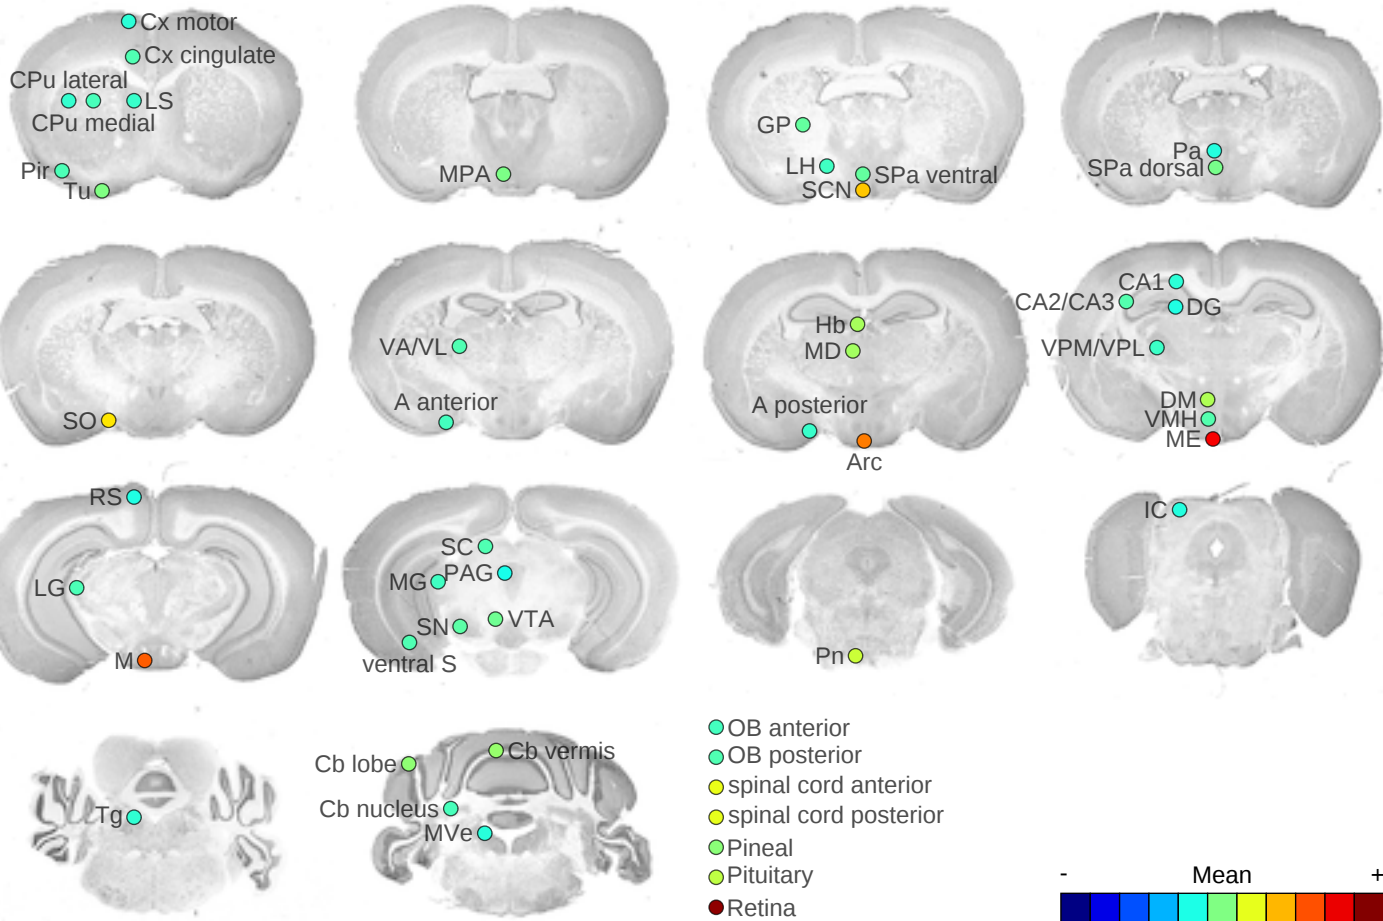 Cx motor
Cx cingulate
CPu lateral
LS
CPu medial
Pir
Tu
MPA
GP
LH
SPa ventral
SCN
Pa
SPa dorsal
SO
VA/VL
A anterior
Hb
MD
A posterior
Arc
CA1
CA2/CA3
DG
VPM/VPL
DM
VMH
ME
RS
LG
M
SC
PAG
MG
VTA
SN
ventral S
Pn
IC
Tg
Cb vermis
Cb lobe
Cb nucleus
MVe
OB anterior
OB posterior
spinal cord anterior
spinal cord posterior
Pineal
Pituitary
Retina
- Mean +